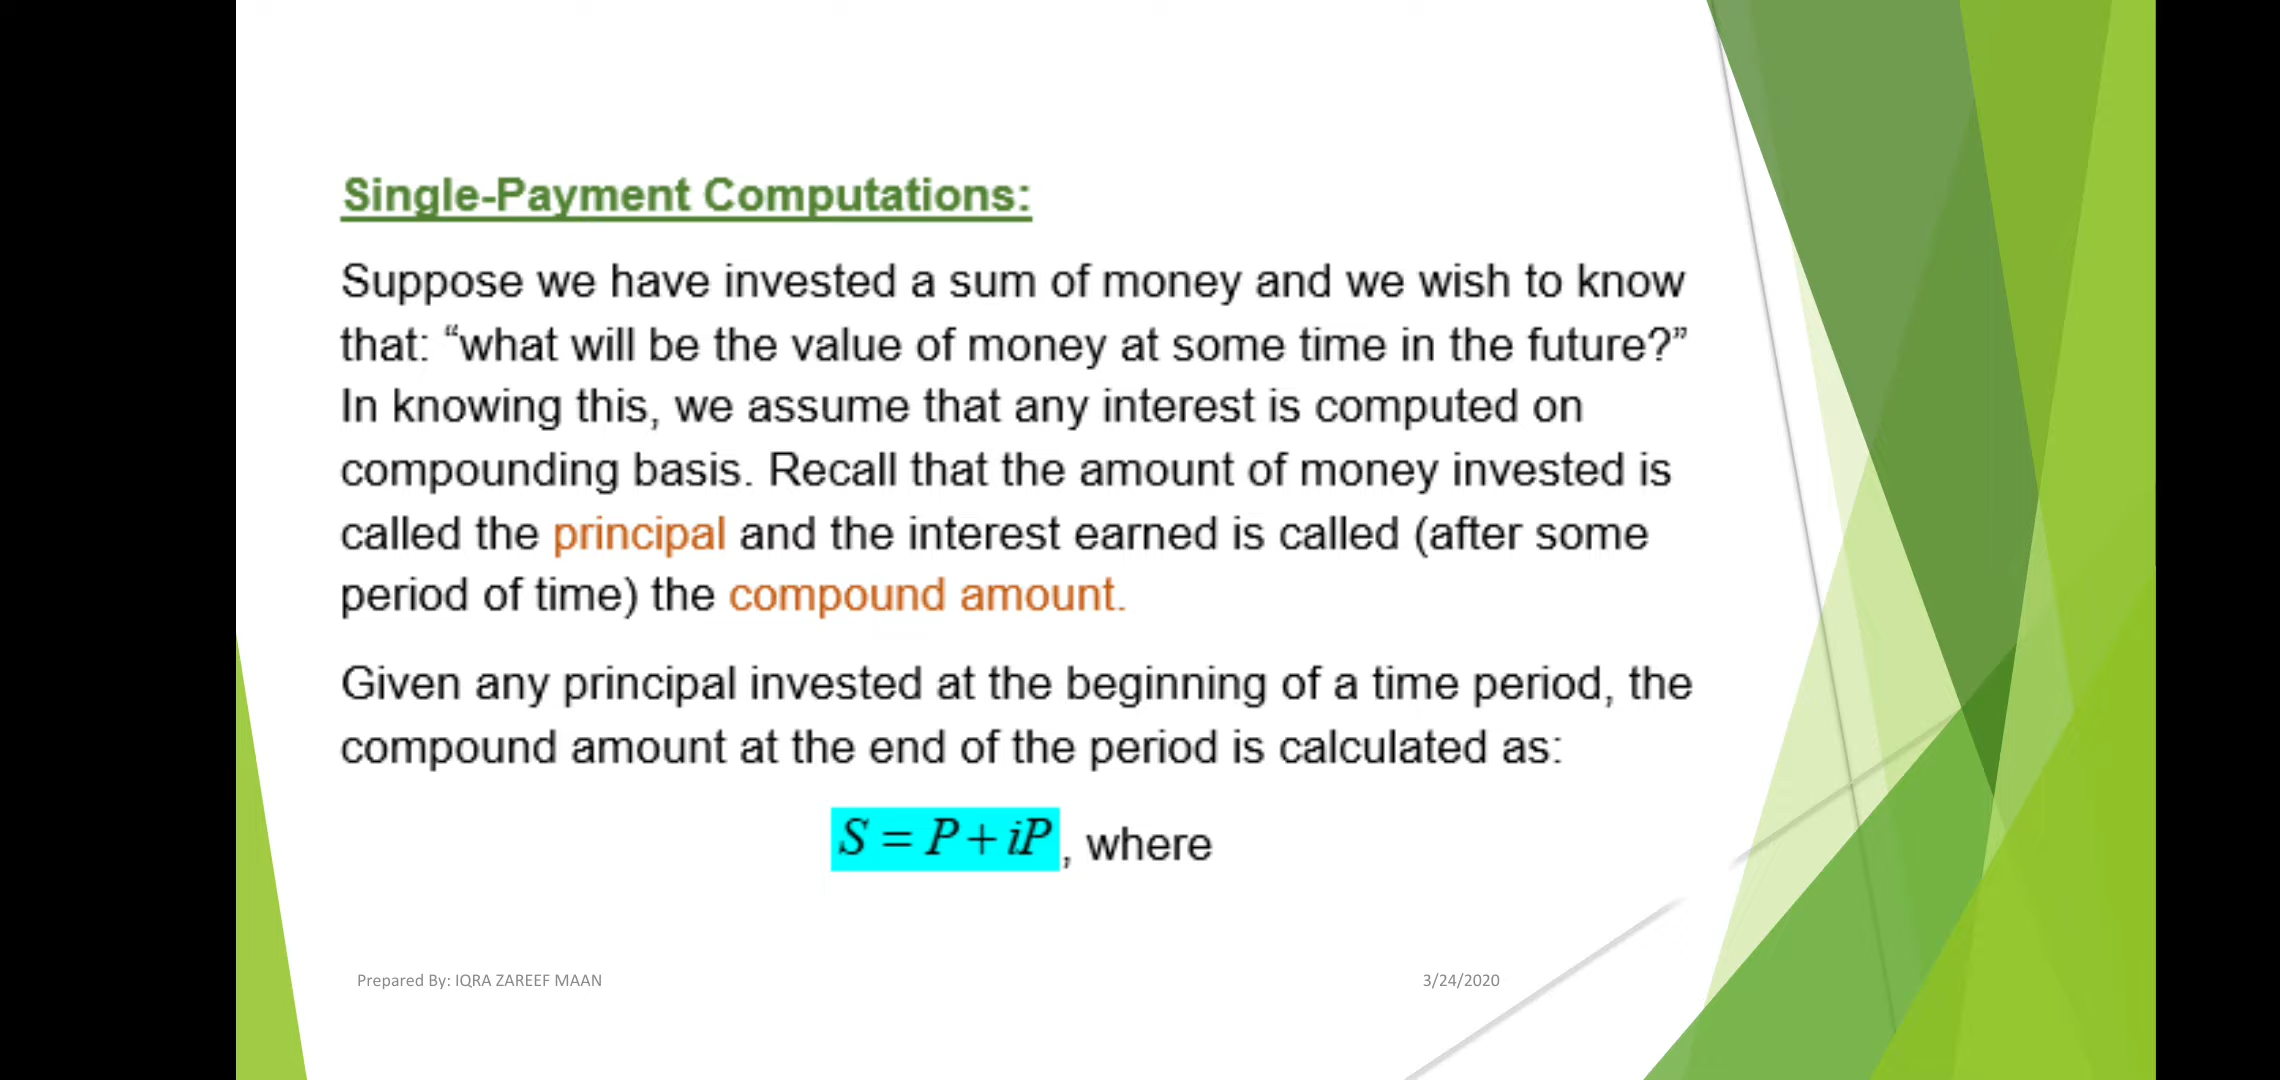 Single-Payment Computations:
Suppose we have invested a sum of money and we wish to know
that: “what will be the value of money at some time in the future?”
In knowing this, we assume that any interest is computed on
compounding basis. Recall that the amount of money invested is
called the principal and the interest earned is called (after some
period of time) the compound amount.
Given any principal invested at the beginning of a time period, the
compound amount at the end of the period is calculated as:
S = P + iP, where
Prepared By: IQRA ZAREEF MAAN
3/24/2020